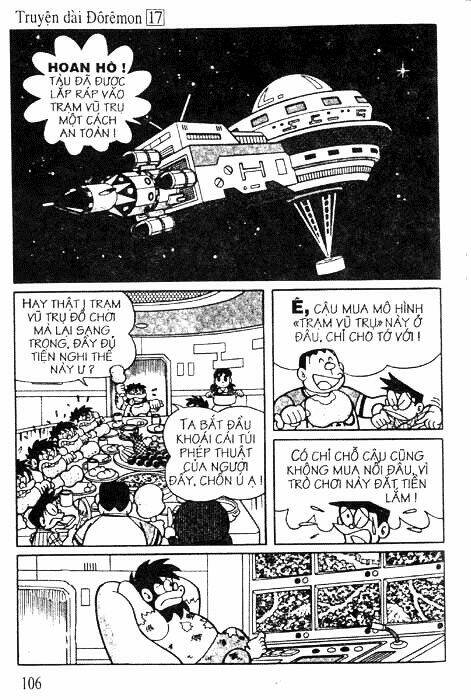 Truyện dài Đôrêmon 17
HOAN HÔ !
TÀU ĐÃ ĐƯỢC
LẮP RÁP VÀO
TRẠM VŨ TRỤ
MỘT CÁCH
AN TOÀN !
HAY THẬT ! TRẠM
VŨ TRỤ ĐỒ CHƠI
MÀ LẠI SANG
TRỌNG, ĐẦY ĐỦ
TIỆN NGHI THẾ
NÀY Ư ?
TA BẮT ĐẦU
KHOÁI CÁI TÚI
PHÉP THUẬT
CỦA NGƯƠI
ĐẤY, CHỒN Ú Ạ !
Ê, CẬU MUA MÔ HÌNH
«TRẠM VŨ TRỤ» NÀY Ở
ĐÂU, CHỈ CHO TỚ VỚI !
CÓ CHỈ CHỖ CẬU CŨNG
KHÔNG MUA NỔI ĐÂU, VÌ
TRÒ CHƠI NÀY ĐẮT TIỀN
LẮM !
106